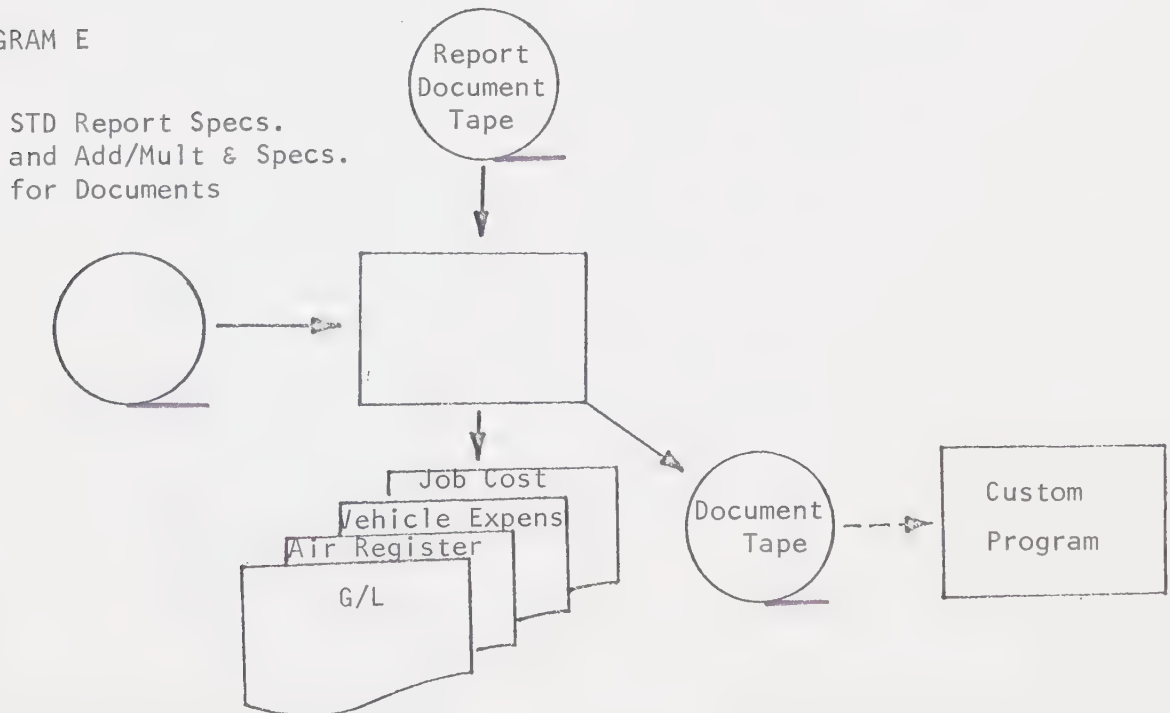 GRAM E
Report
Document
Tape
STD Report Specs.
and Add/Mult & Specs.
for Documents
Job Cost
Vehicle Expens
Air Register
G/L
Document
Tape
Custom
Program